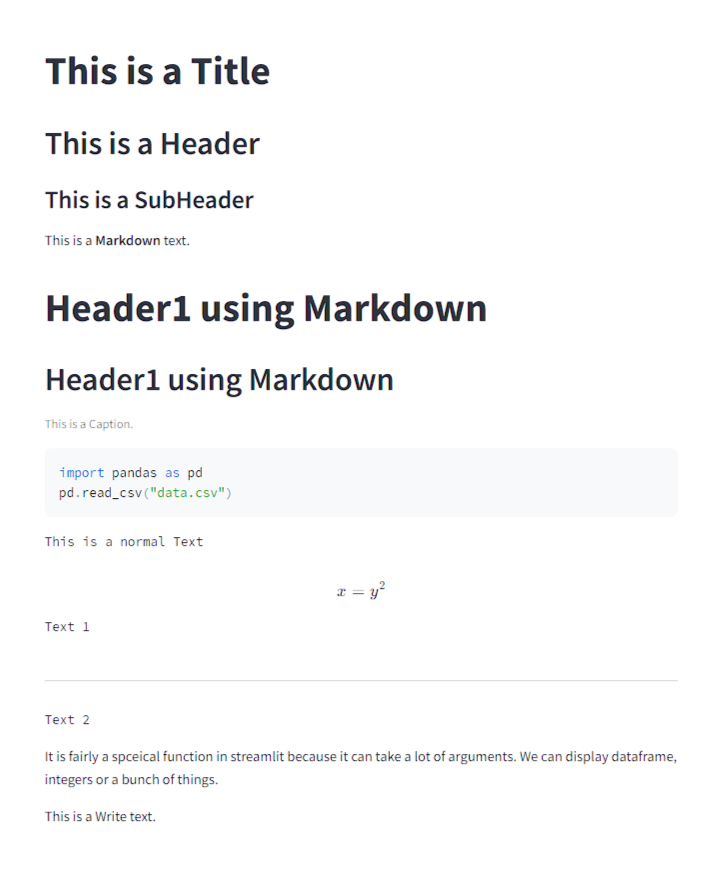 This is a Title
This is a Header
This is a SubHeader
This is a Markdown text.
Header1 using Markdown
Header1 using Markdown
This is a Caption.
import pandas as pd
pd.read_csv("data.csv")
This is a normal Text
x = y²
Text 1
Text 2
It is fairly a spceical function in streamlit because it can take a lot of arguments. We can display dataframe,
integers or a bunch of things.
This is a Write text.